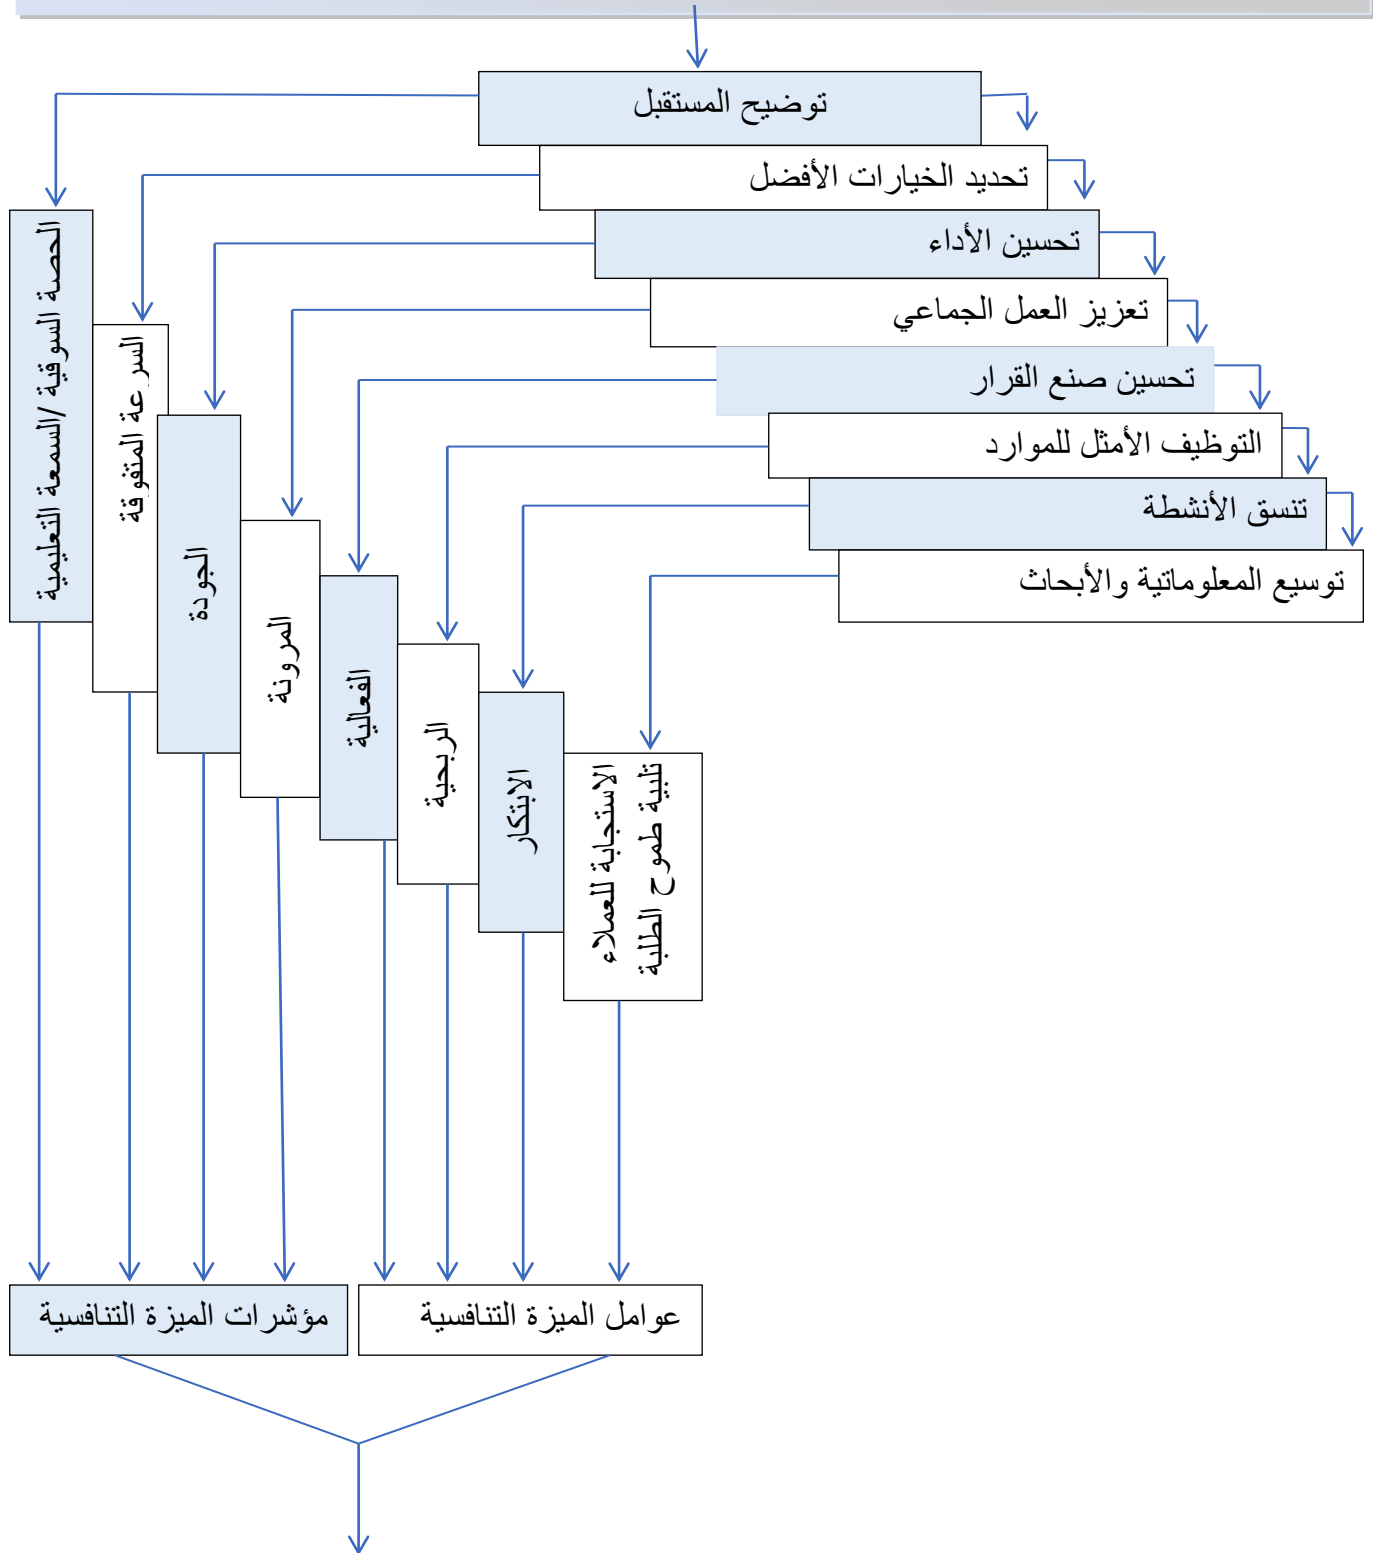 توضيح المستقبل
تحديد الخيارات الأفضل
تحسين الأداء
تعزيز العمل الجماعي
تحسين صنع القرار
التوظيف الأمثل للموارد
تنسق الأنشطة
توسيع المعلوماتية والأبحاث
الحصة السوقية /السمعة التعليمية
السرعة المتفوقة
الجودة
المرونة
الفعالية
الربحية
الابتكار
الاستجابة للعملاء
تلبية طموح الطلبة
عوامل الميزة التنافسية
مؤشرات الميزة التنافسية